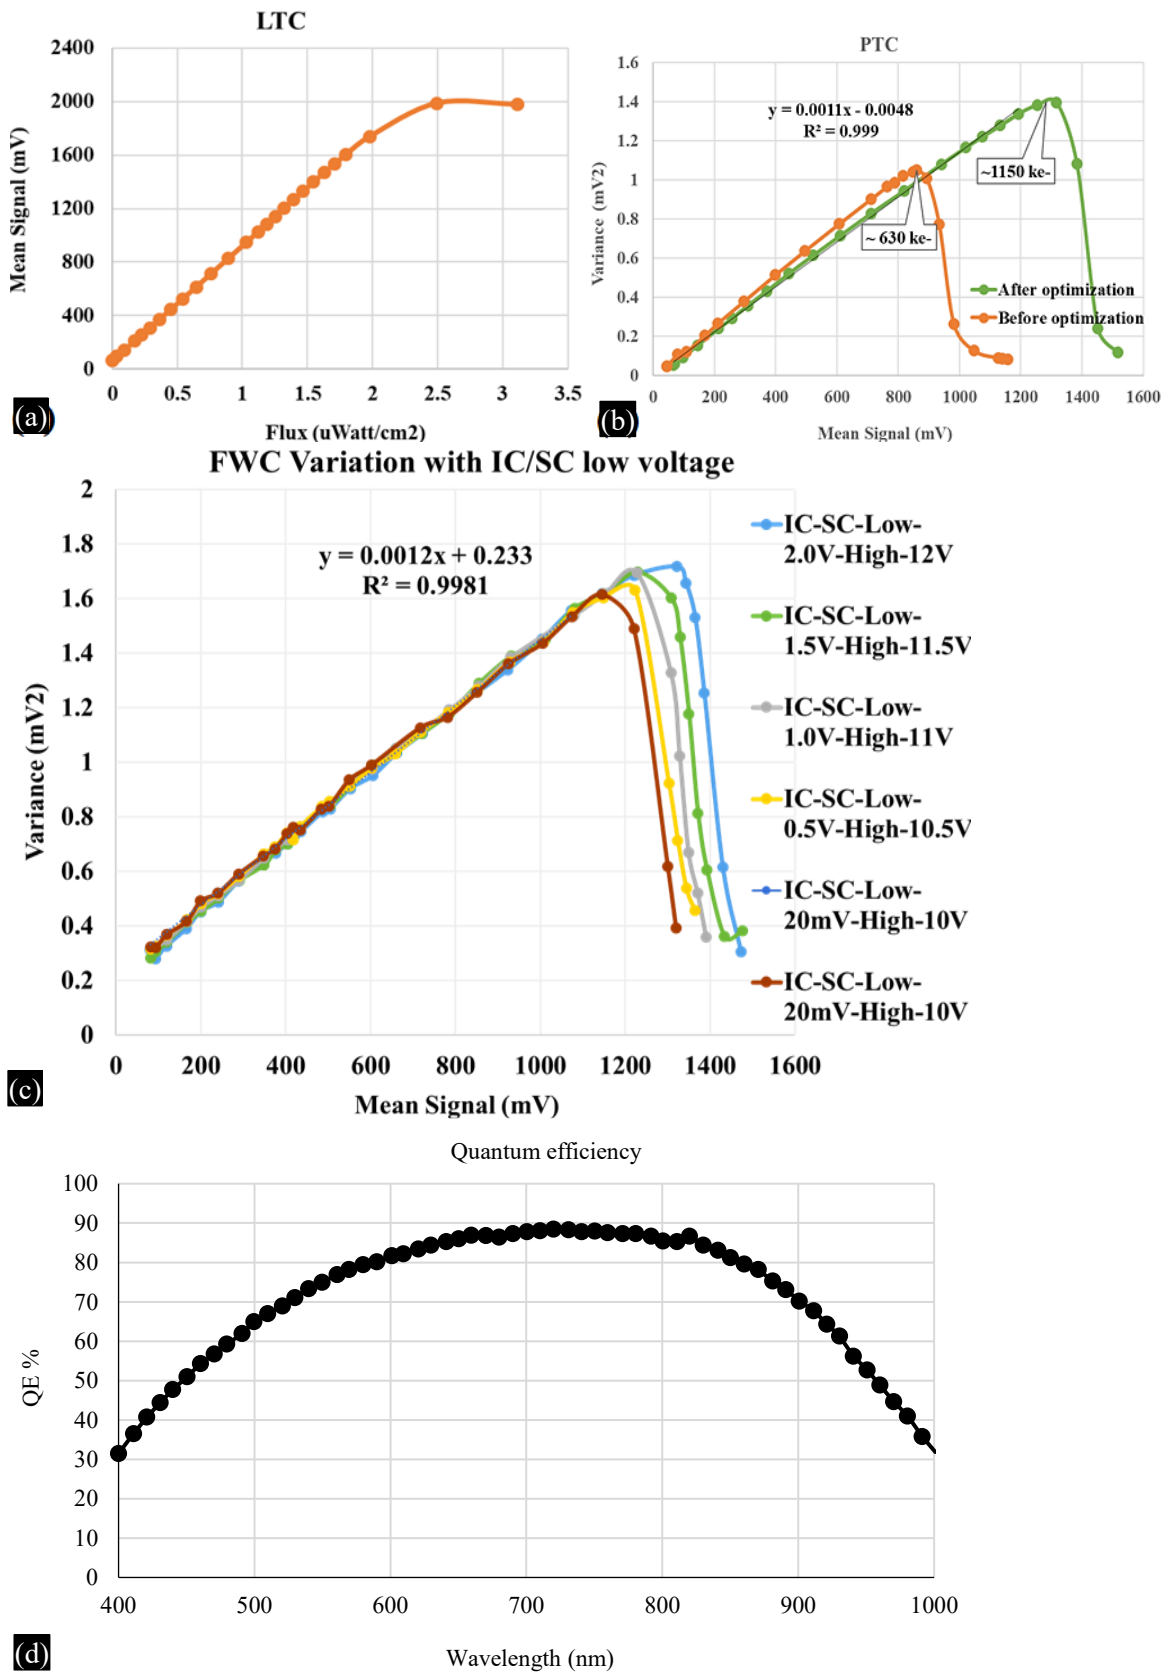 LTC
2400
2000
1600
1200
800
400
0
Mean Signal (mV)
0 0.5 1 1.5 2 2.5 3 3.5
Flux (uWatt/cm2)
(a)
PTC
1.6
1.4
1.2
1
0.8
0.6
0.4
0.2
0
Variance (mV2)
y = 0.0011x - 0.0048
R² = 0.999
~1150 ke-
~ 630 ke-
After optimization
Before optimization
0 200 400 600 800 1000 1200 1400 1600
Mean Signal (mV)
(b)
FWC Variation with IC/SC low voltage
2
1.8
1.6
1.4
1.2
1
0.8
0.6
0.4
0.2
0
Variance (mV2)
y = 0.0012x + 0.233
R² = 0.9981
IC-SC-Low-
2.0V-High-12V
IC-SC-Low-
1.5V-High-11.5V
IC-SC-Low-
1.0V-High-11V
IC-SC-Low-
0.5V-High-10.5V
IC-SC-Low-
20mV-High-10V
IC-SC-Low-
20mV-High-10V
0 200 400 600 800 1000 1200 1400 1600
Mean Signal (mV)
(c)
Quantum efficiency
100
90
80
70
60
50
40
30
20
10
0
QE %
400 500 600 700 800 900 1000
Wavelength (nm)
(d)